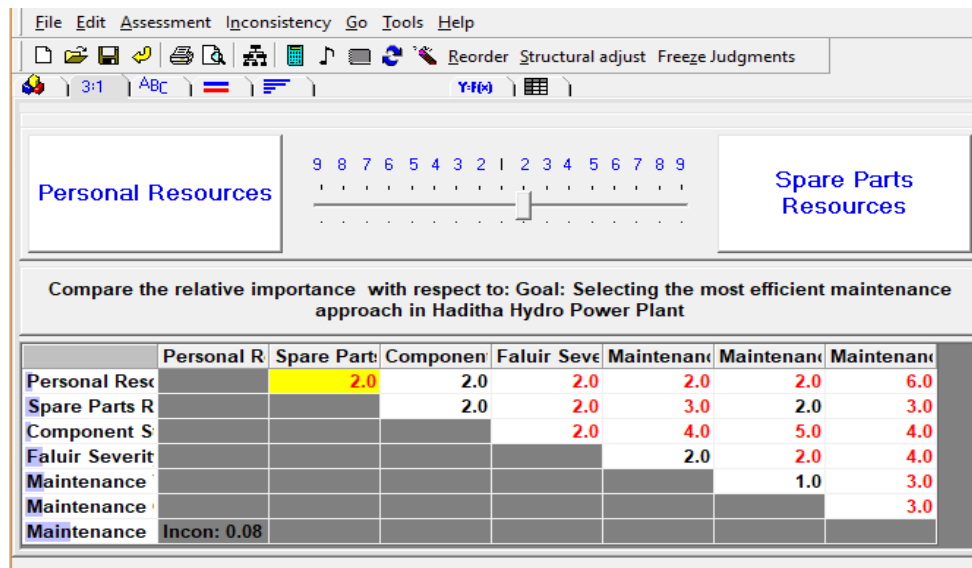 File Edit Assessment Inconsistency Go Tools Help
Reorder Structural adjust Freeze Judgments
3:1 ABC Y=F(x)
9 8 7 6 5 4 3 2 1 2 3 4 5 6 7 8 9
Personal Resources
Spare Parts
Resources
Compare the relative importance with respect to: Goal: Selecting the most efficient maintenance
approach in Haditha Hydro Power Plant
Personal R Spare Parts Component Faluir Seve Maintenanc Maintenanc Maintenanc
Personal Reso 2.0 2.0 2.0 2.0 2.0 6.0
Spare Parts R 2.0 2.0 3.0 2.0 3.0
Component S 2.0 4.0 5.0 4.0
Faluir Severit 2.0 2.0 4.0
Maintenance 1.0 3.0
Maintenance 3.0
Maintenance Incon: 0.08